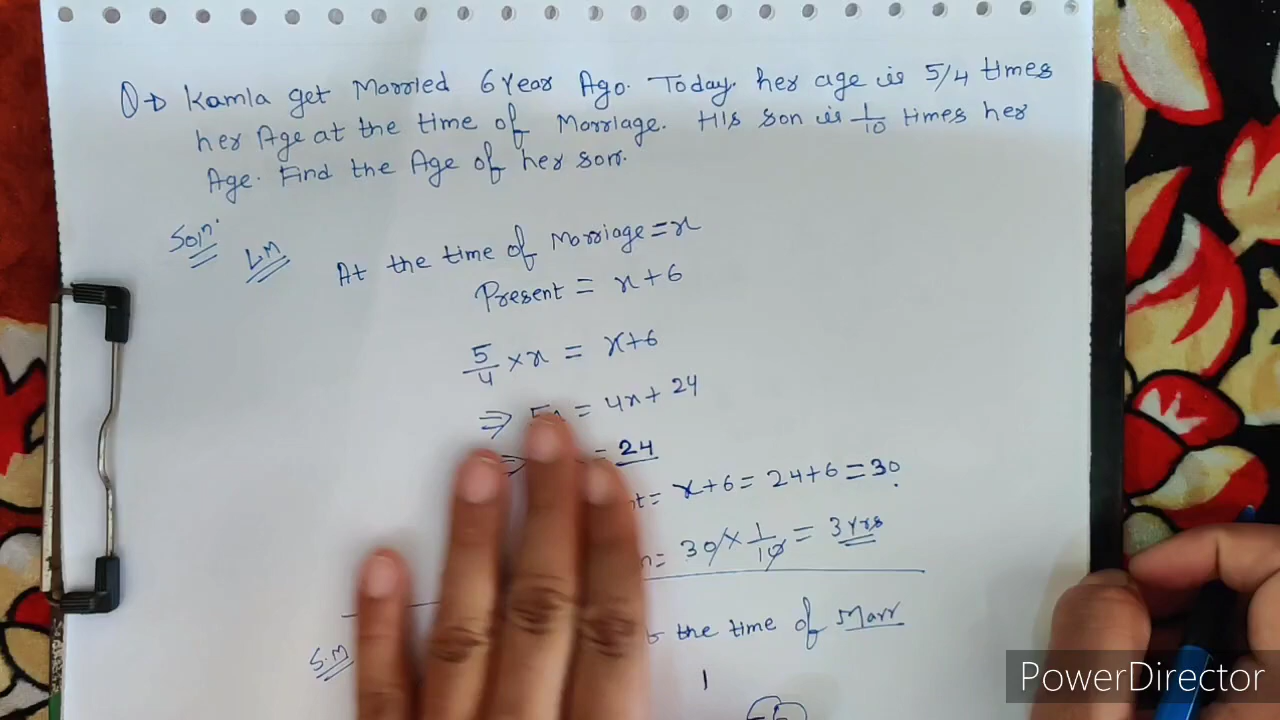 Q→ Kamla get Married 6 Year Ago. Today her age is 5/4 times
her Age at the time of Marriage. His son is 1/10 times her
Age. Find the Age of her son.
Soln.
LM
At the time of Marriage = x
Present = x+6
5/4 × x = x+6
⇒ = 4x + 24
⇒ = 24
= x+6 = 24+6 = 30
= 30 × 1/10 = 3 yrs
the time of Marr
S.M
1
PowerDirector